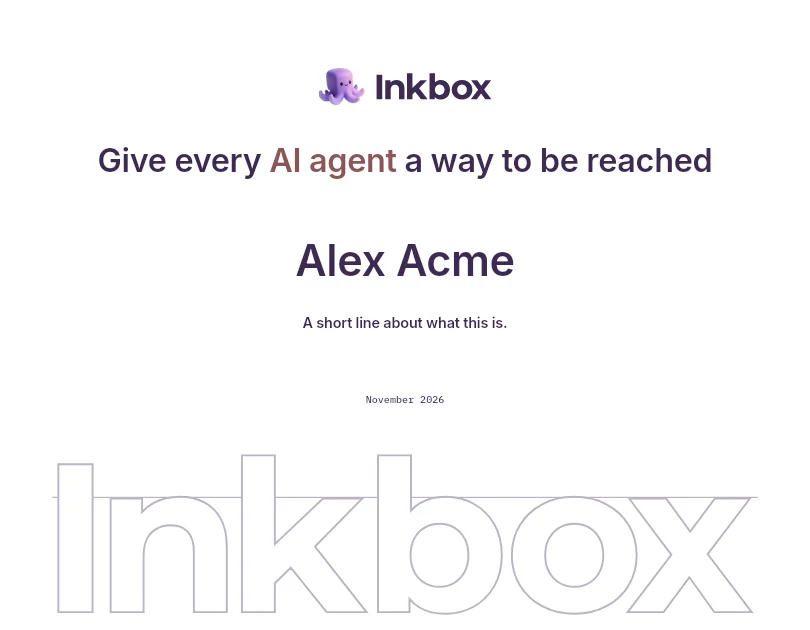 Inkbox
Give every AI agent a way to be reached
Alex Acme
A short line about what this is.
November 2026
Inkbox